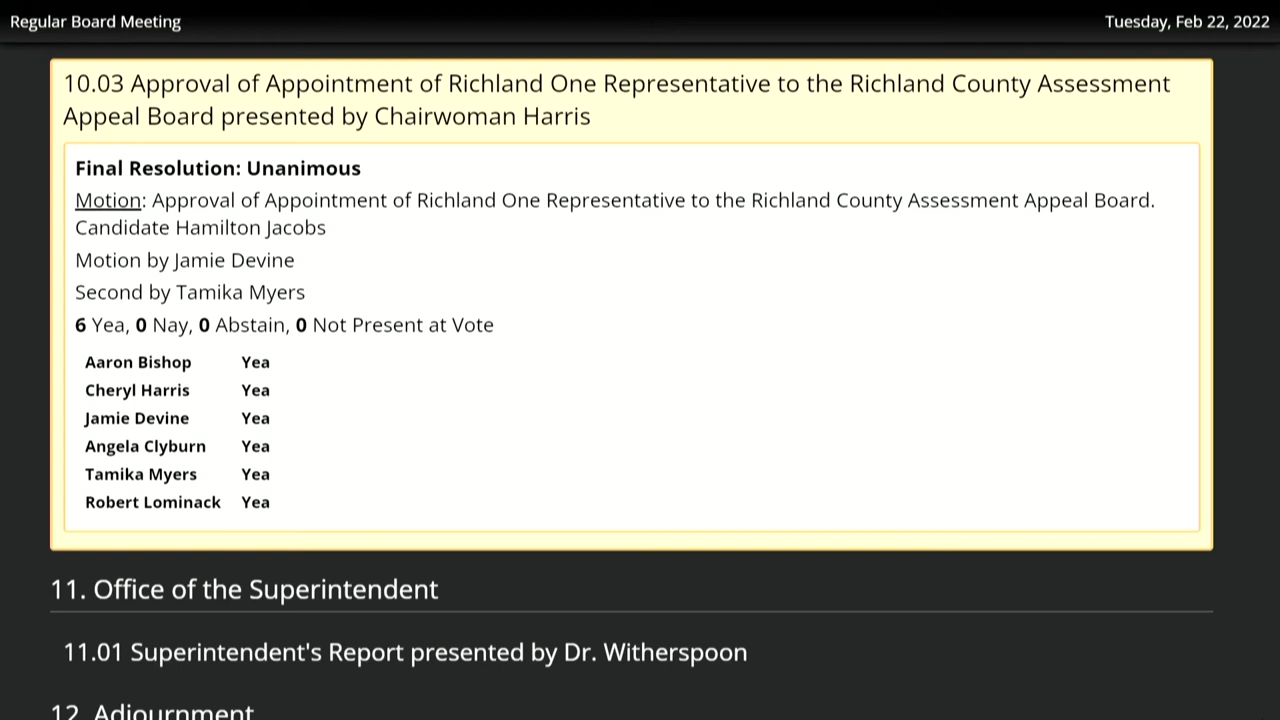 Regular Board Meeting
Tuesday, Feb 22, 2022
10.03 Approval of Appointment of Richland One Representative to the Richland County Assessment
Appeal Board presented by Chairwoman Harris
Final Resolution: Unanimous
Motion: Approval of Appointment of Richland One Representative to the Richland County Assessment Appeal Board.
Candidate Hamilton Jacobs
Motion by Jamie Devine
Second by Tamika Myers
6 Yea, 0 Nay, 0 Abstain, 0 Not Present at Vote
Aaron Bishop Yea
Cheryl Harris Yea
Jamie Devine Yea
Angela Clyburn Yea
Tamika Myers Yea
Robert Lominack Yea
11. Office of the Superintendent
11.01 Superintendent's Report presented by Dr. Witherspoon
12. Adjournment